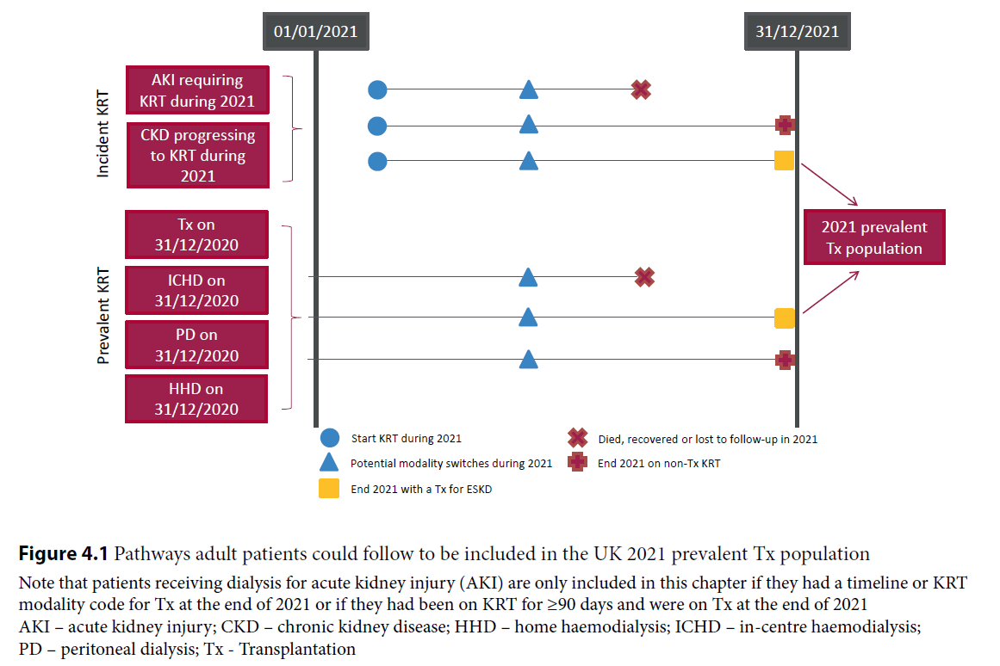 01/01/2021
31/12/2021
Incident KRT
AKI requiring
KRT during 2021
CKD progressing
to KRT during
2021
Prevalent KRT
Tx on
31/12/2020
ICHD on
31/12/2020
PD on
31/12/2020
HHD on
31/12/2020
2021 prevalent
Tx population
Start KRT during 2021
Potential modality switches during 2021
End 2021 with a Tx for ESKD
Died, recovered or lost to follow-up in 2021
End 2021 on non-Tx KRT
Figure 4.1 Pathways adult patients could follow to be included in the UK 2021 prevalent Tx population
Note that patients receiving dialysis for acute kidney injury (AKI) are only included in this chapter if they had a timeline or KRT
modality code for Tx at the end of 2021 or if they had been on KRT for ≥90 days and were on Tx at the end of 2021
AKI – acute kidney injury; CKD – chronic kidney disease; HHD – home haemodialysis; ICHD – in-centre haemodialysis;
PD – peritoneal dialysis; Tx - Transplantation